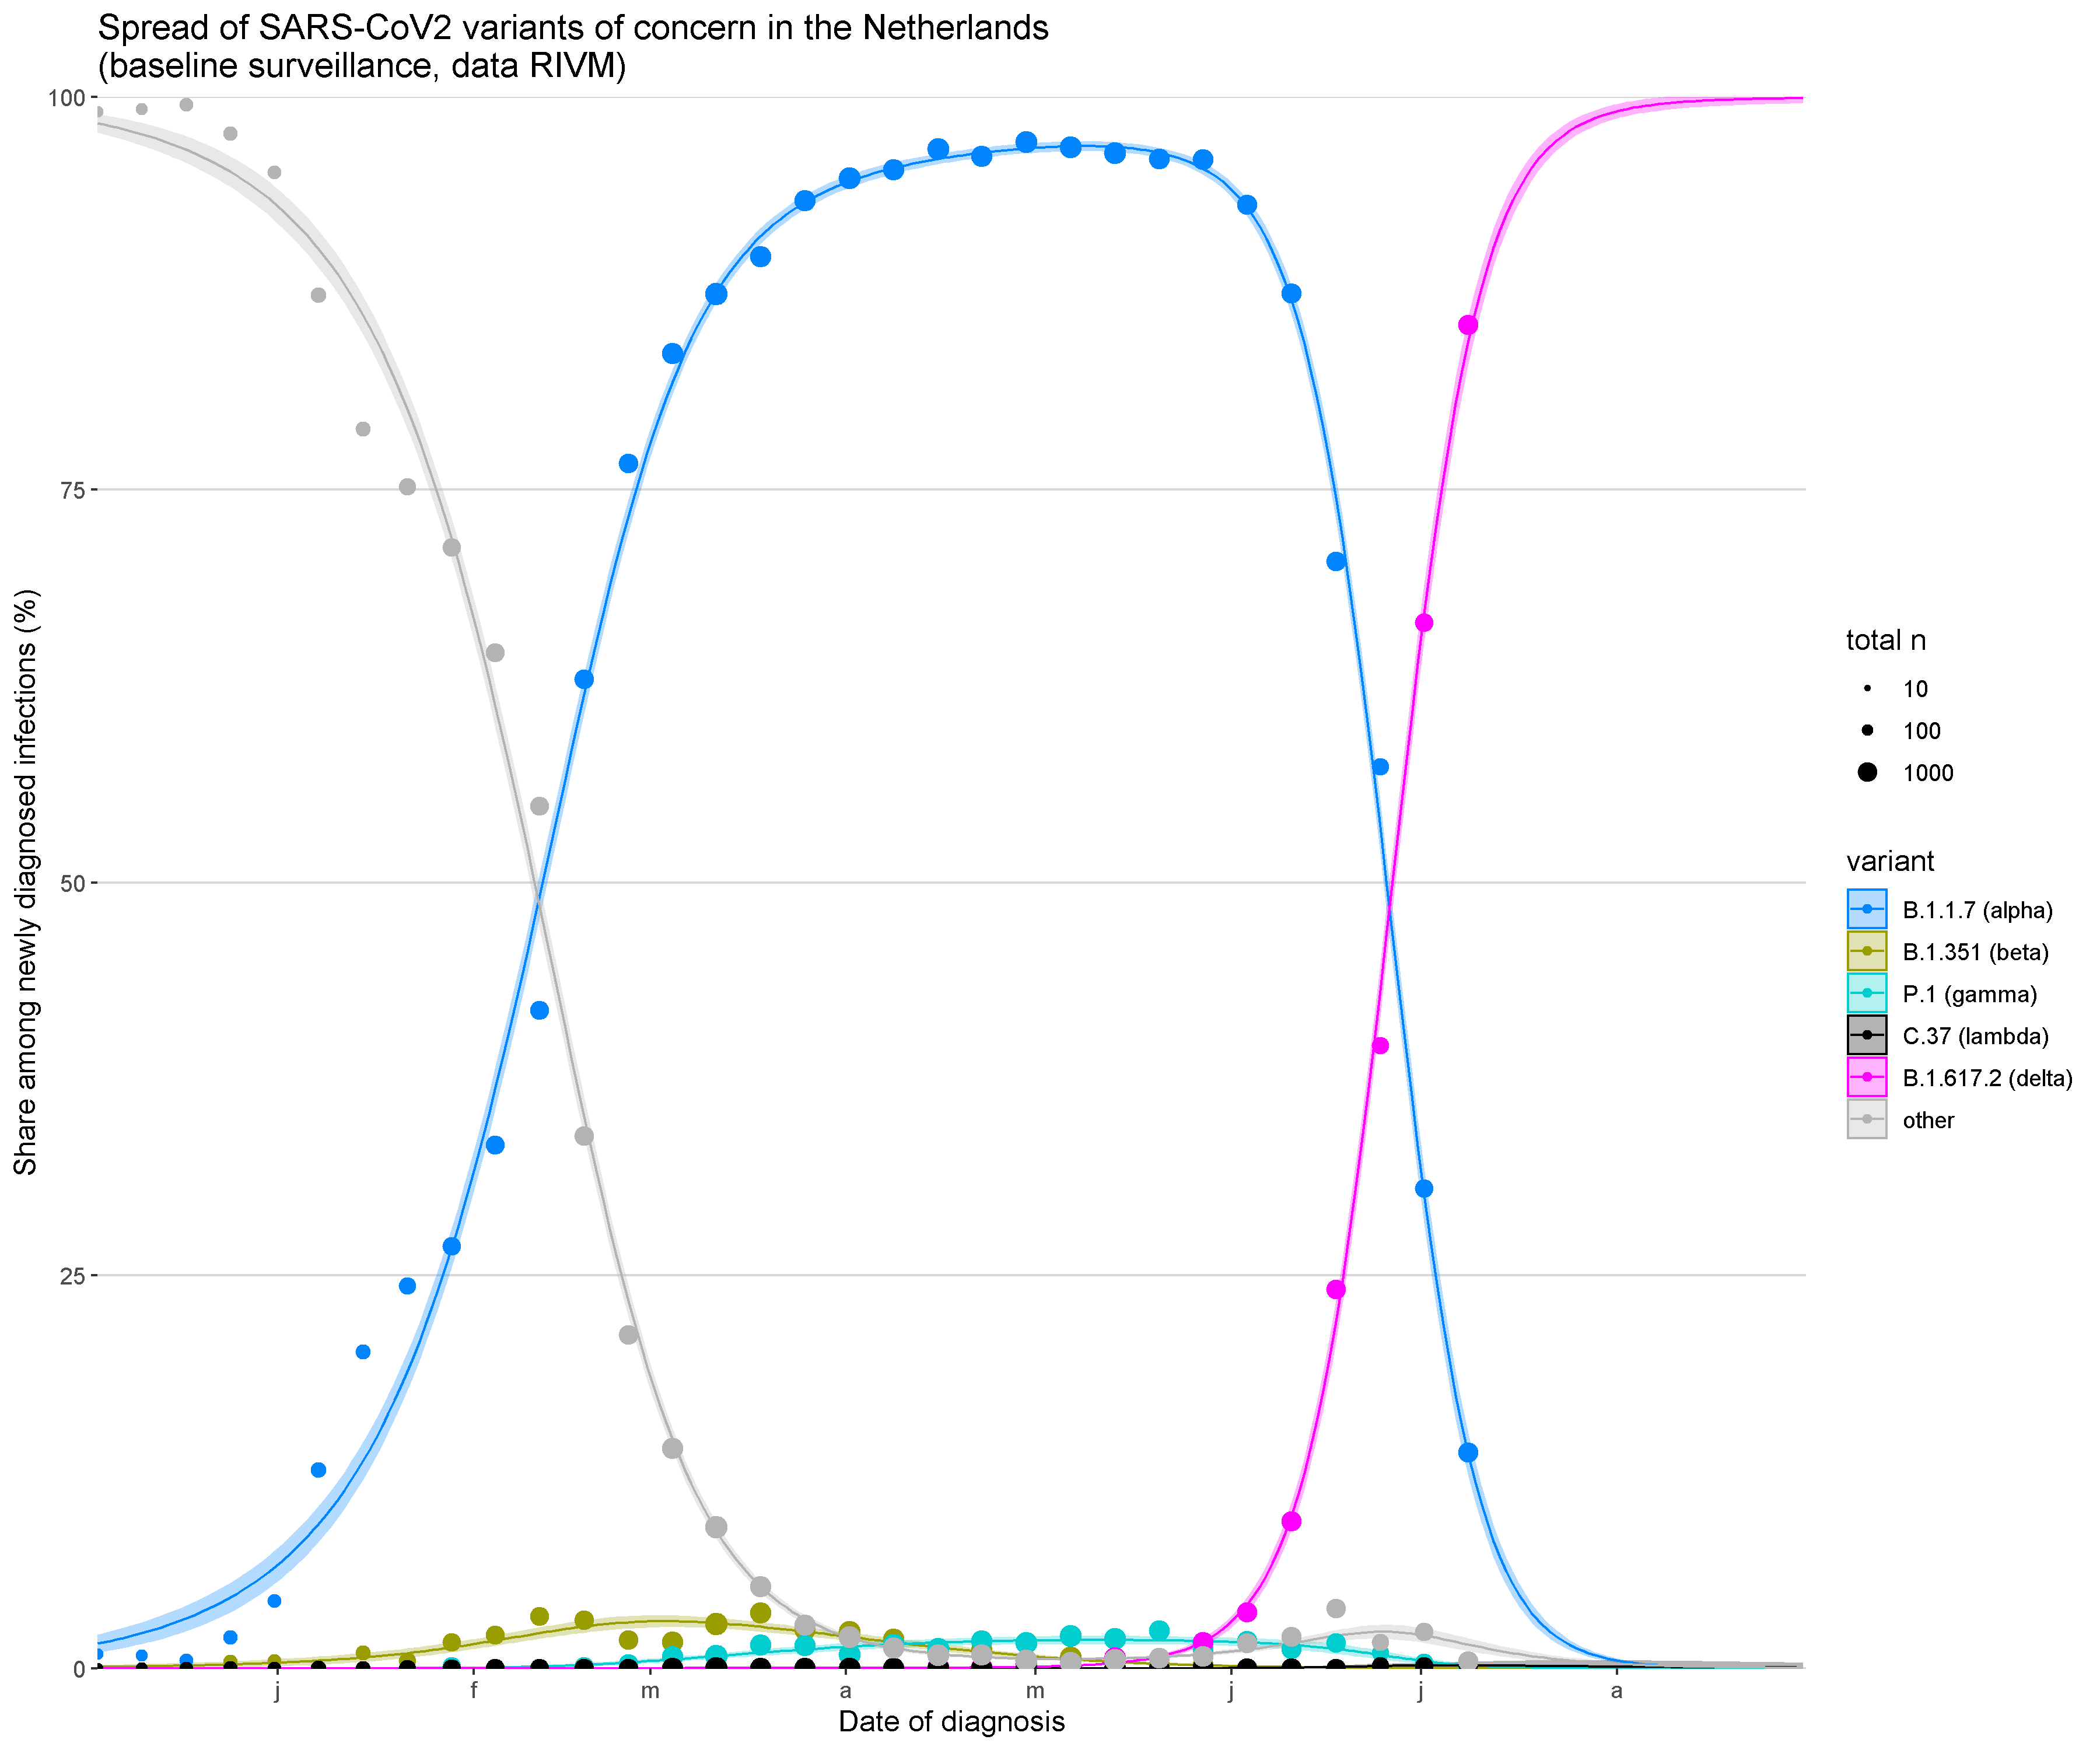 Spread of SARS-CoV2 variants of concern in the Netherlands
(baseline surveillance, data RIVM)
Share among newly diagnosed infections (%)
100
75
50
25
0
j
f
m
a
m
j
j
a
Date of diagnosis
total n
10
100
1000
variant
B.1.1.7 (alpha)
B.1.351 (beta)
P.1 (gamma)
C.37 (lambda)
B.1.617.2 (delta)
other